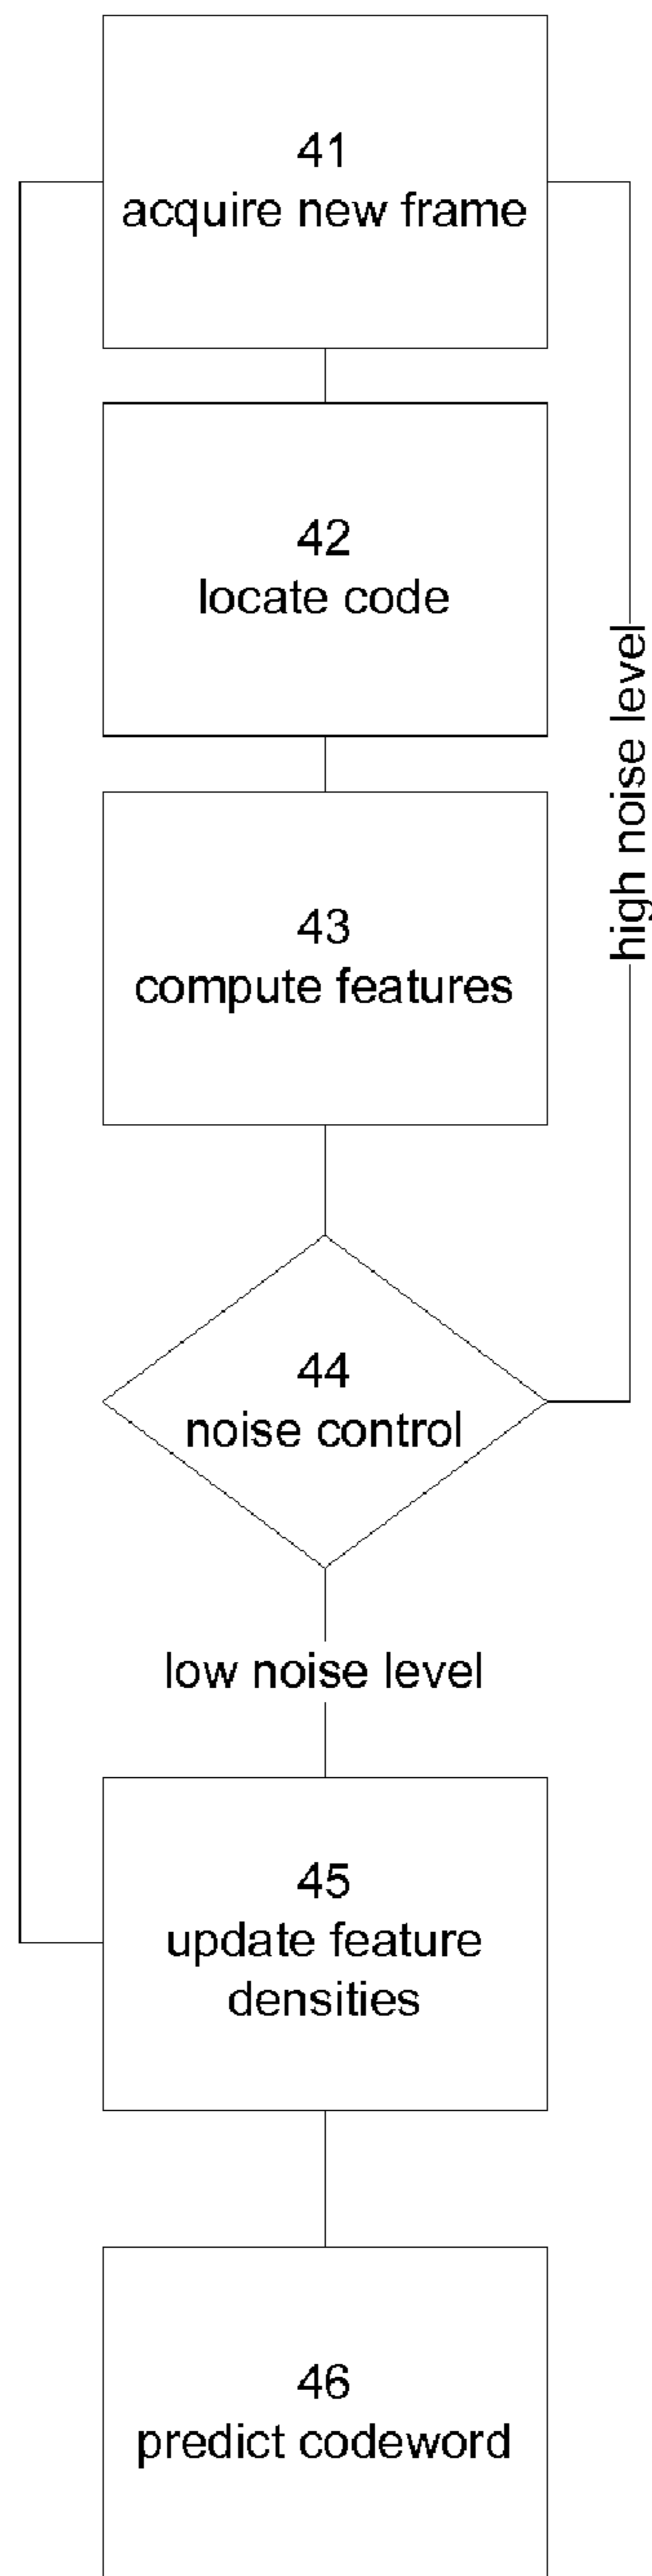 41
acquire new frame
42
locate code
43
compute features
high noise level
44
noise control
low noise level
45
update feature
densities
46
predict codeword